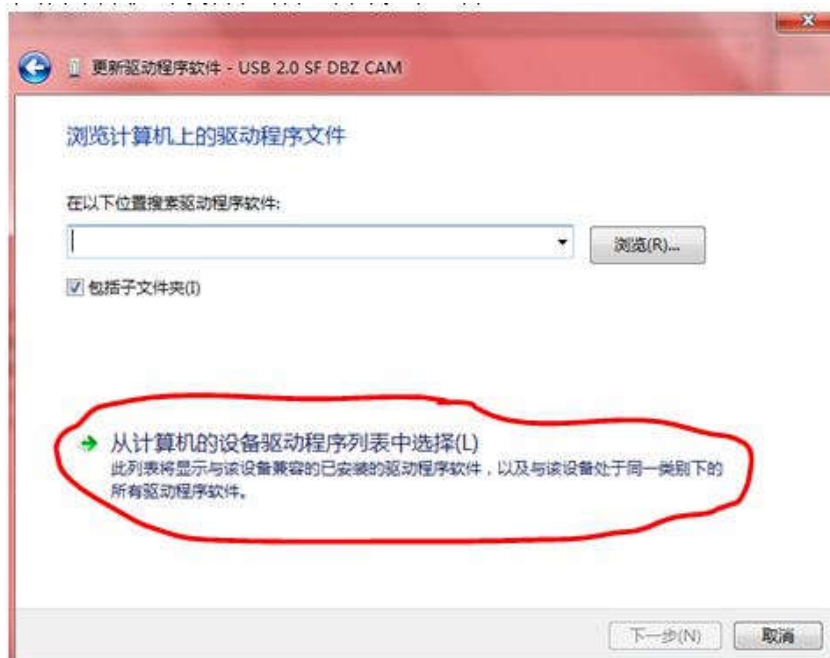 更新驱动程序软件 - USB 2.0 SF DBZ CAM
浏览计算机上的驱动程序文件
在以下位置搜索驱动程序软件:
浏览(R)...
包括子文件夹(I)
从计算机的设备驱动程序列表中选择(L)
此列表将显示与该设备兼容的已安装的驱动程序软件，以及与该设备处于同一类别下的
所有驱动程序软件。
下一步(N)
取消